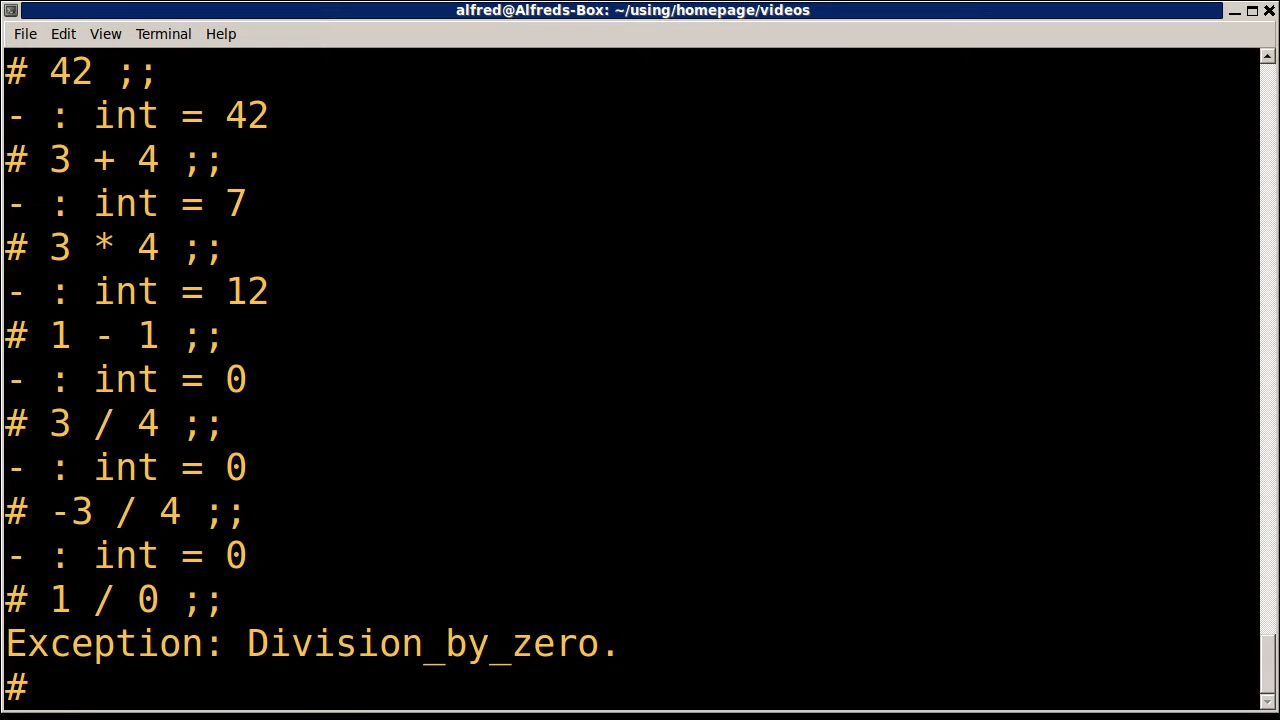 alfred@Alfreds-Box: ~/using/homepage/videos
File Edit View Terminal Help
# 42 ;;
- : int = 42
# 3 + 4 ;;
- : int = 7
# 3 * 4 ;;
- : int = 12
# 1 - 1 ;;
- : int = 0
# 3 / 4 ;;
- : int = 0
# -3 / 4 ;;
- : int = 0
# 1 / 0 ;;
Exception: Division_by_zero.
#